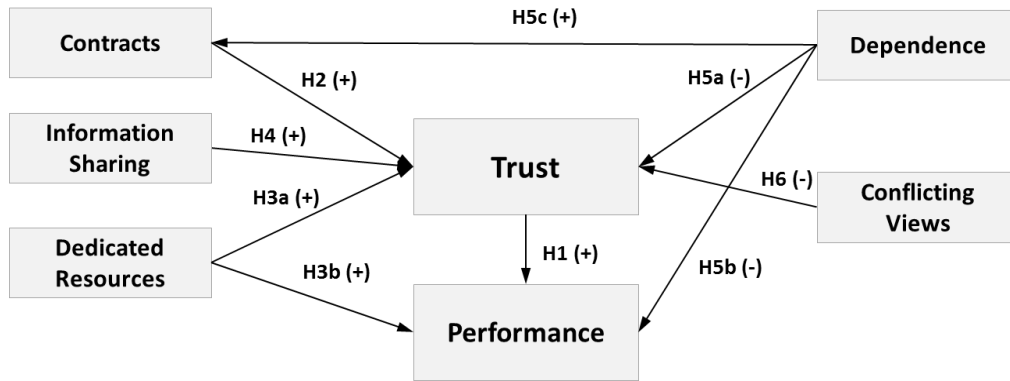 H5c (+)
Contracts
Dependence
H2 (+)
H5a (-)
Information
Sharing
H4 (+)
Trust
H3a (+)
H6 (-)
Conflicting
Views
Dedicated
Resources
H3b (+)
H1 (+)
H5b (-)
Performance